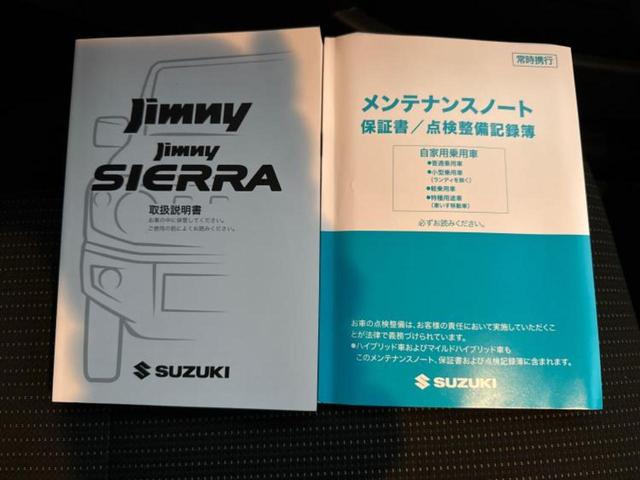 Jimny
Jimny
SIERRA
取扱説明書
お車の中に保管してください。
ご使用の前によくお読みください。
SUZUKI
常時携行
メンテナンスノート
保証書／点検整備記録簿
自家用乗用車
●普通乗用車
●小型乗用車
(ランディを除く)
●軽乗用車
●特種用途車
(車いす移動車)
必ずお読みください。
お車の点検整備は、お客様の責任において実施していただくこ
とが法律で義務づけられています。
●ハイブリッド車およびマイルドハイブリッド車も
このメンテナンスノート、保証書および点検記録簿に含まれます。
SUZUKI